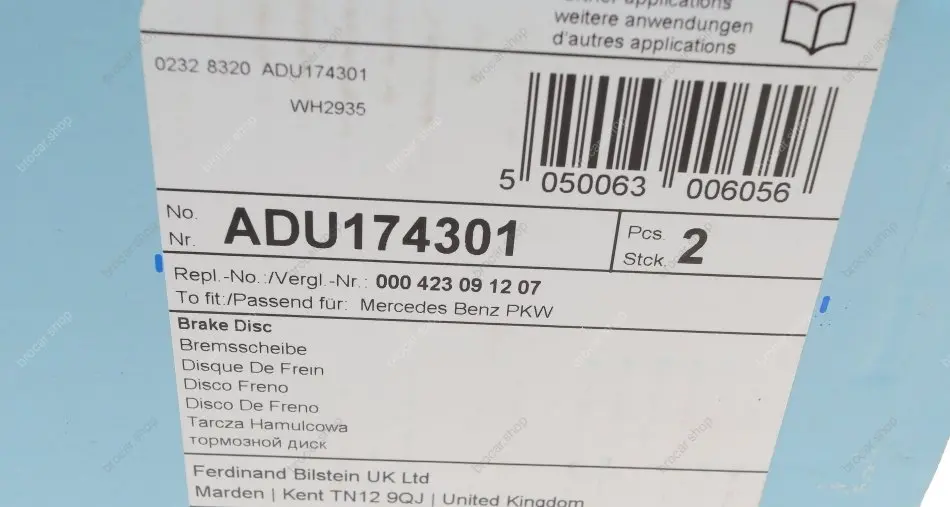 applications
weitere anwendungen
d'autres applications
0232 8320 ADU174301
WH2935
5 050063 006056
No.
Nr.
ADU174301
Pcs.
Stck.
2
Repl.-No.:/Vergl.-Nr.: 000 423 09 12 07
To fit:/Passend für: Mercedes Benz PKW
Brake Disc
Bremsscheibe
Disque De Frein
Disco Freno
Disco De Freno
Tarcza Hamulcowa
тормозной диск
Ferdinand Bilstein UK Ltd
Marden | Kent TN12 9QJ | United Kingdom
brocar.shop